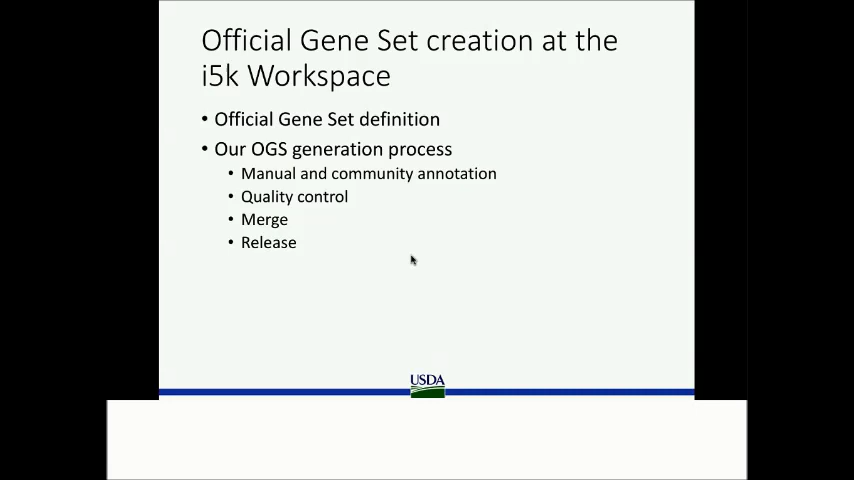 Official Gene Set creation at the
i5k Workspace
• Official Gene Set definition
• Our OGS generation process
• Manual and community annotation
• Quality control
• Merge
• Release
USDA